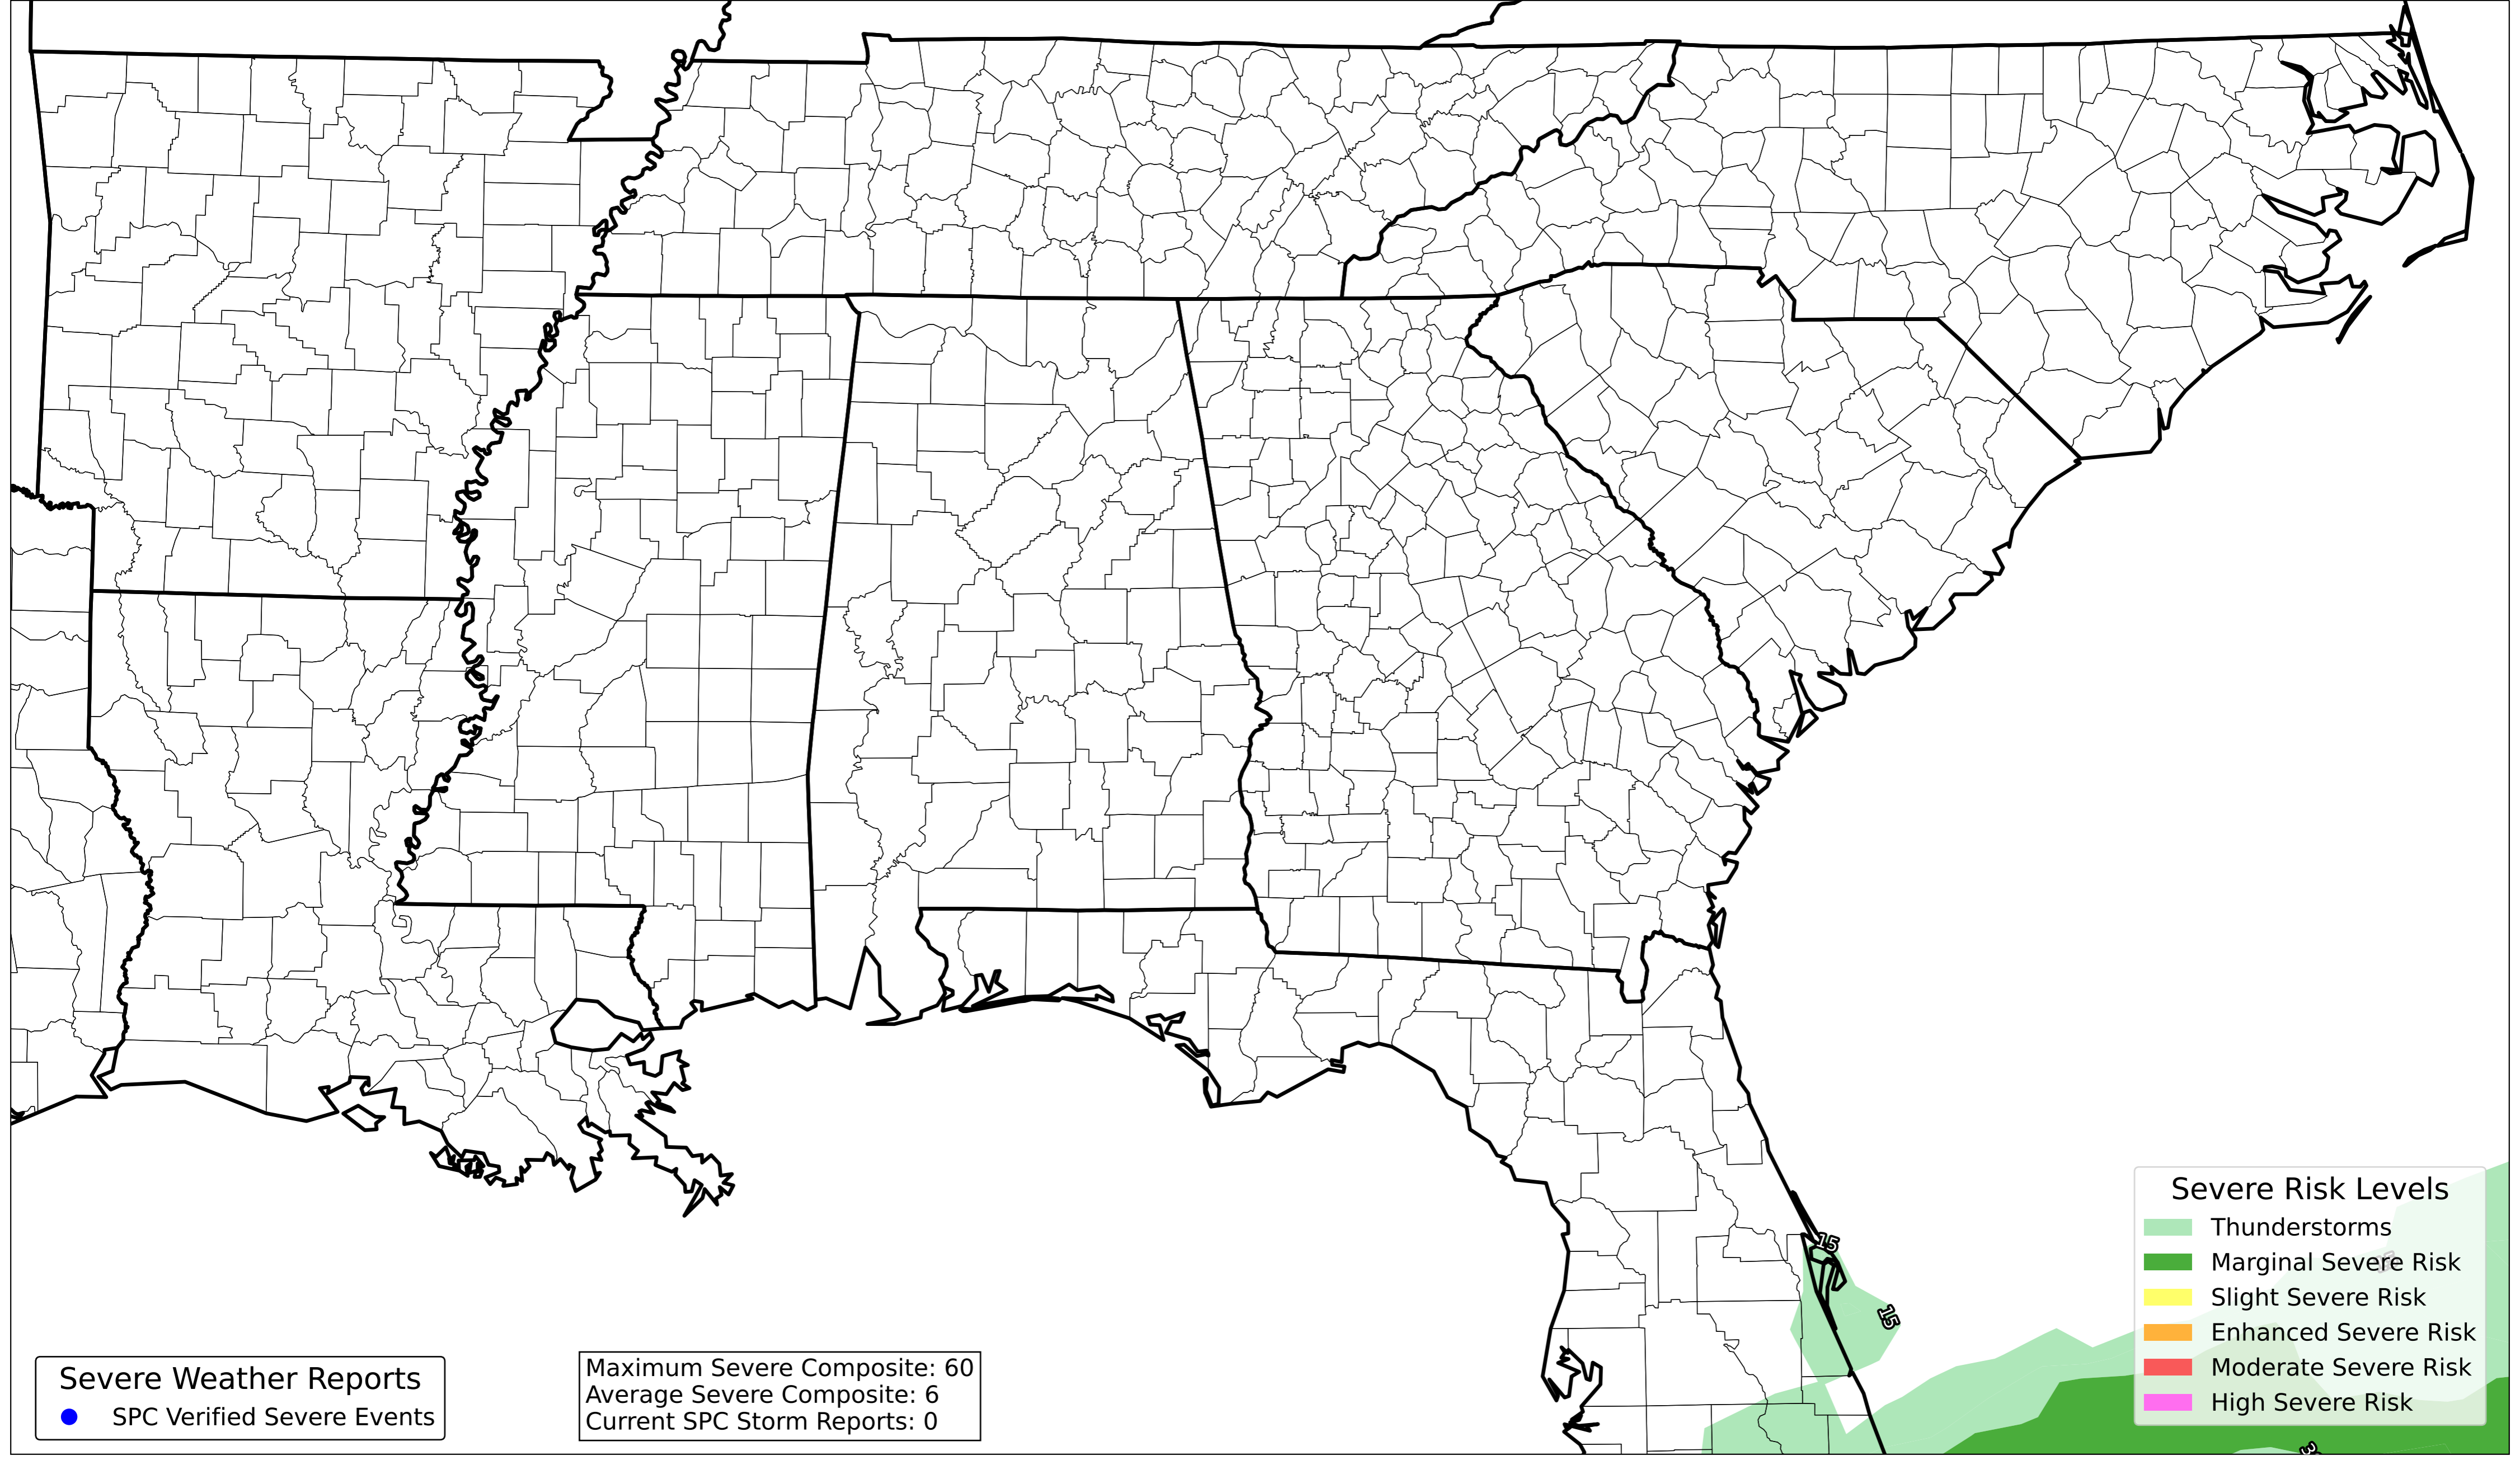 15
15
Severe Risk Levels
Thunderstorms
Marginal Severe Risk
Slight Severe Risk
Enhanced Severe Risk
Moderate Severe Risk
High Severe Risk
Severe Weather Reports
SPC Verified Severe Events
Maximum Severe Composite: 60
Average Severe Composite: 6
Current SPC Storm Reports: 0